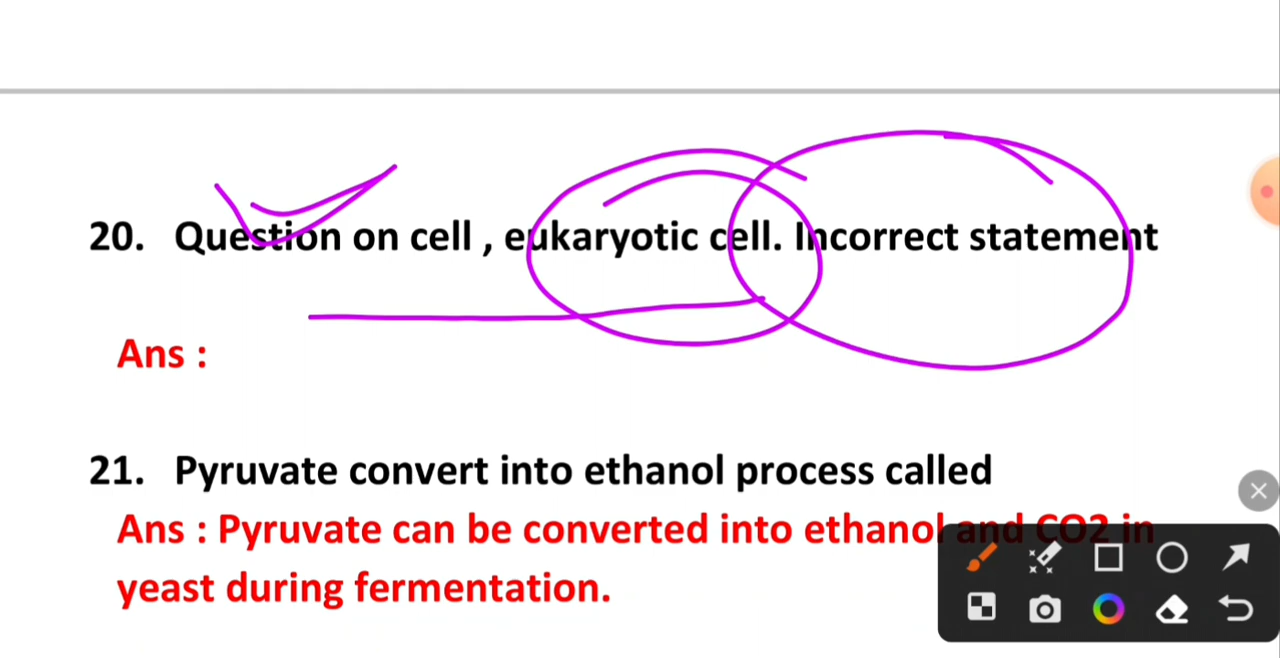 20. Question on cell , eukaryotic cell. Incorrect statement
Ans :
21. Pyruvate convert into ethanol process called
Ans : Pyruvate can be converted into ethanol and CO2 in
yeast during fermentation.